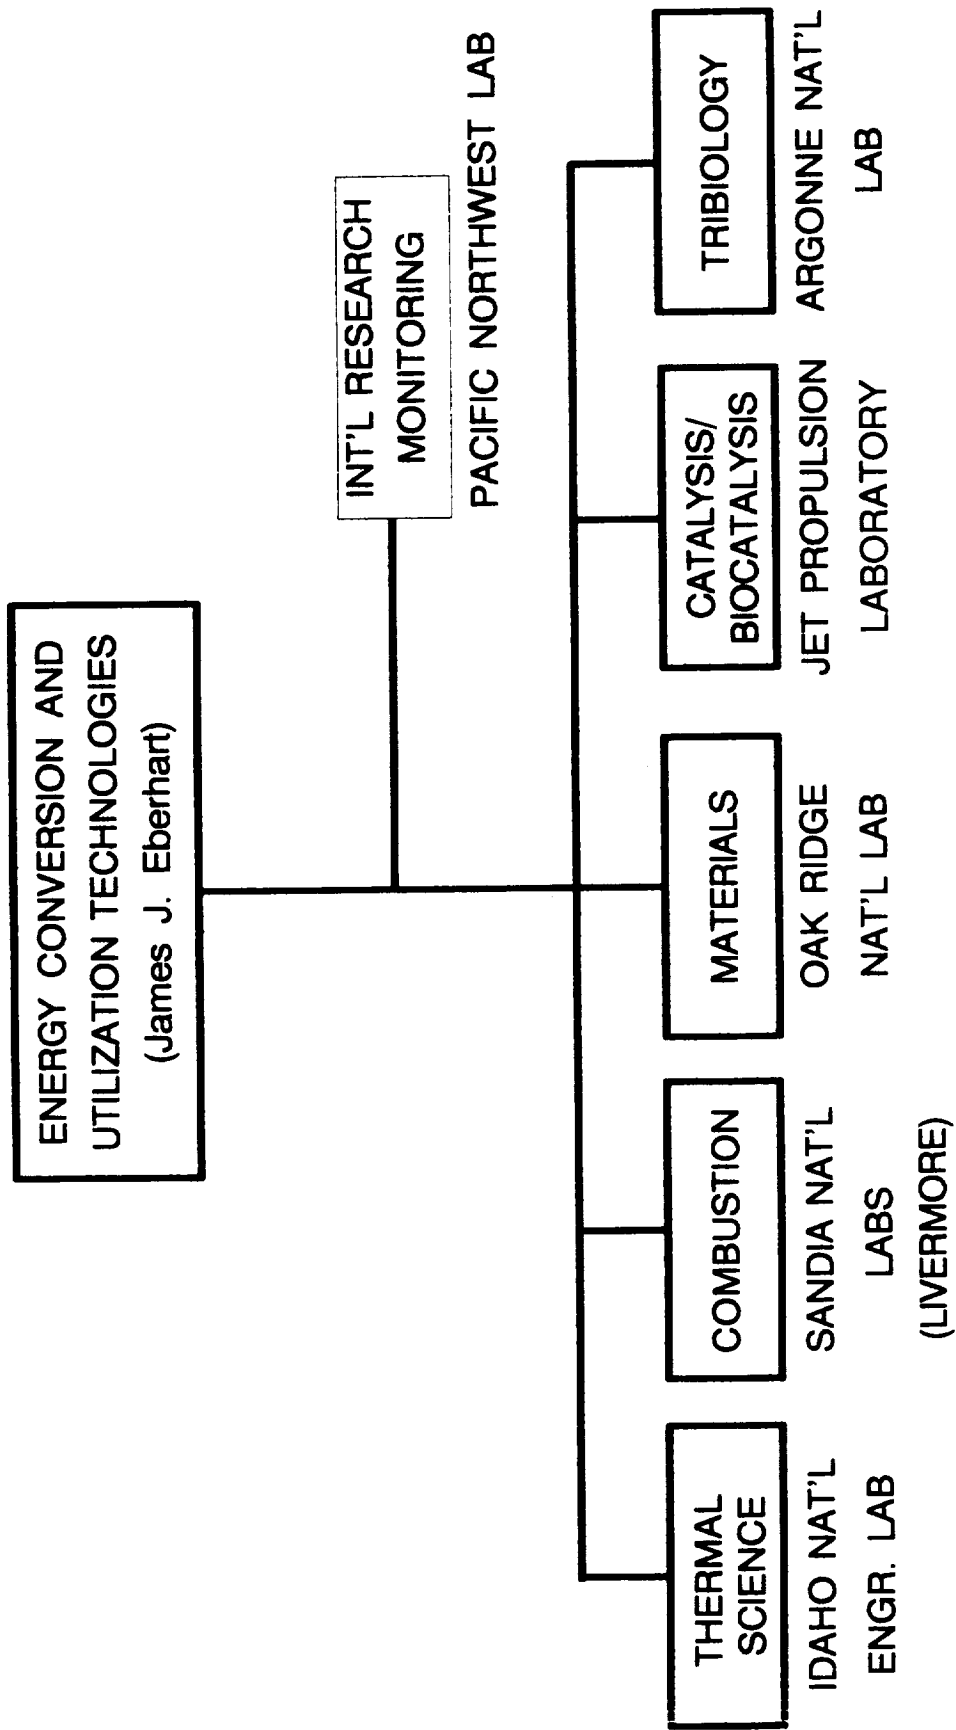 ENERGY CONVERSION AND
UTILIZATION TECHNOLOGIES
(James J. Eberhart)
INT'L RESEARCH
MONITORING
PACIFIC NORTHWEST LAB
THERMAL
SCIENCE
IDAHO NAT'L
ENGR. LAB
COMBUSTION
SANDIA NAT'L
LABS
(LIVERMORE)
MATERIALS
OAK RIDGE
NAT'L LAB
CATALYSIS/
BIOCATALYSIS
JET PROPULSION
LABORATORY
TRIBIOLOGY
ARGONNE NAT'L
LAB